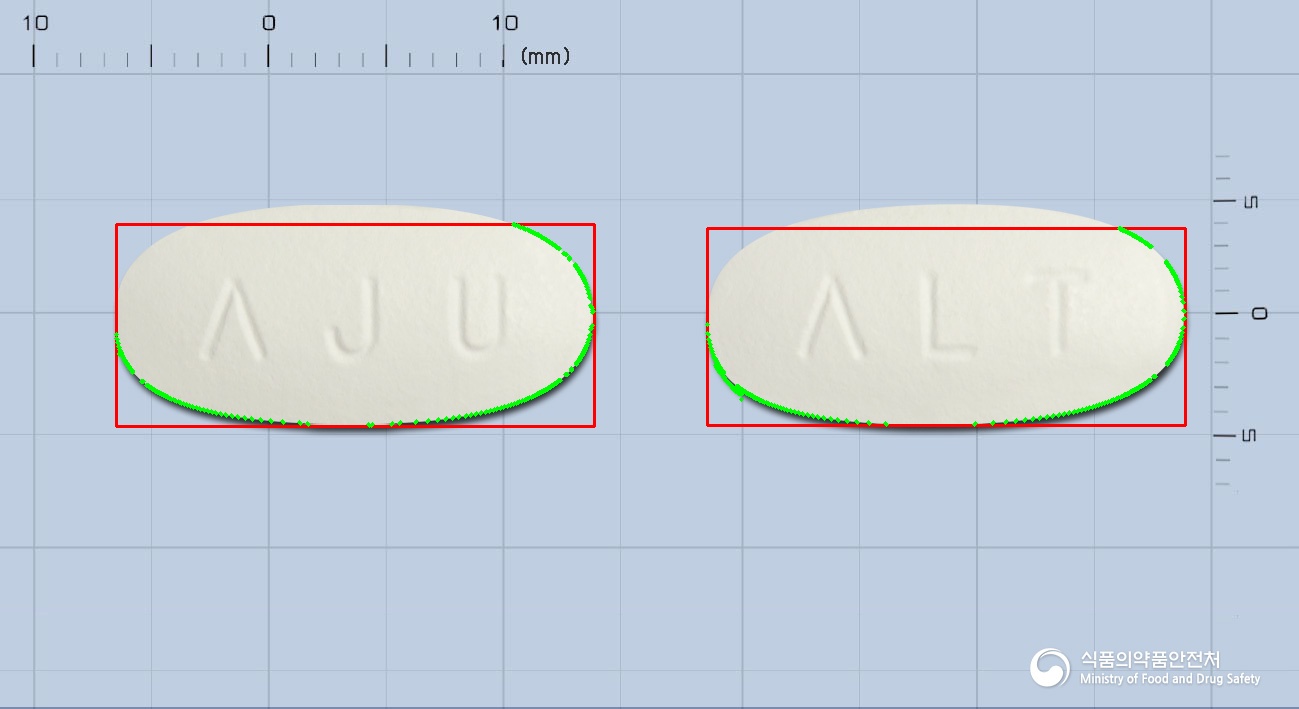 10 0 10
(mm)
AJU
ALT
5
0
5
식품의약품안전처
Ministry of Food and Drug Safety